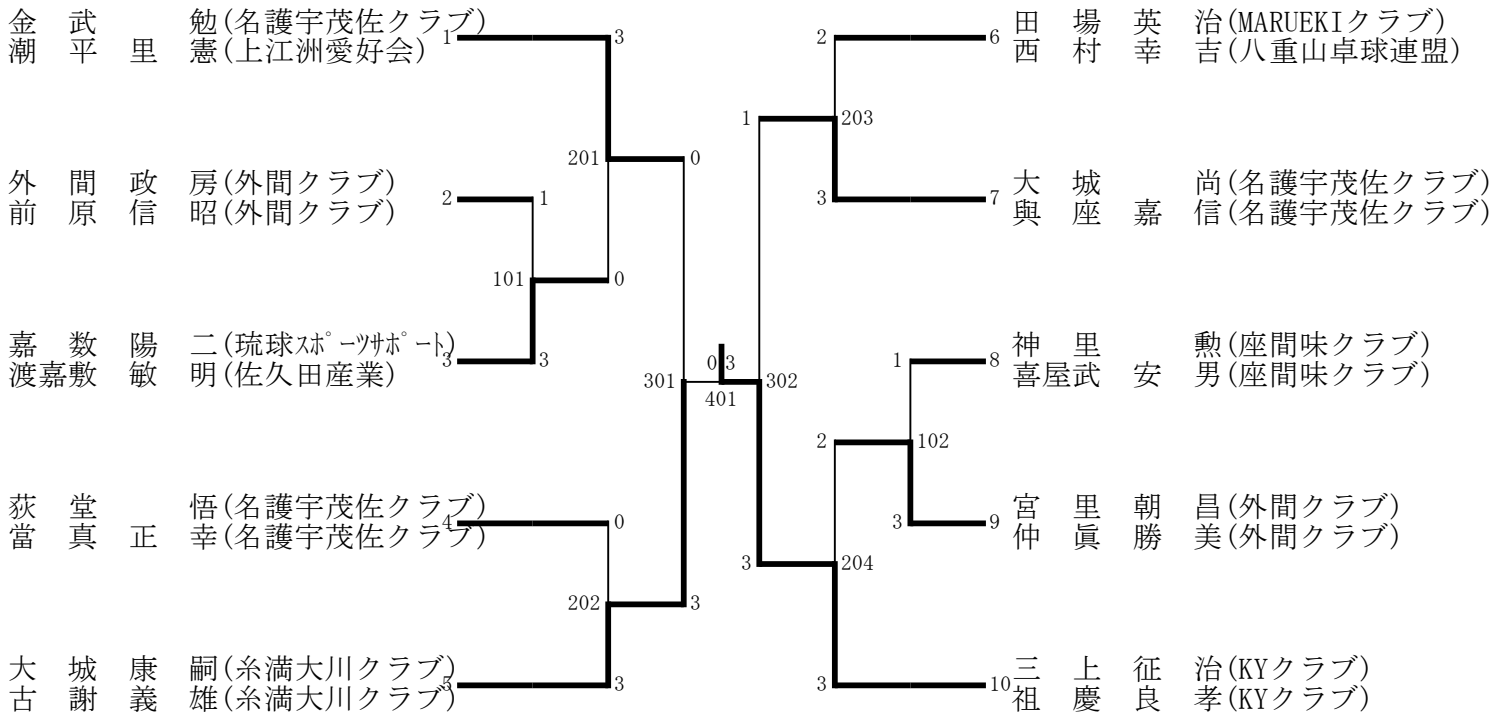 金 武 勉(名護宇茂佐クラブ)
潮 平 里 憲(上江洲愛好会)
1
3
外 間 政 房(外間クラブ)
前 原 信 昭(外間クラブ)
2
1
嘉 数 陽 二(琉球ｽﾎﾟｰﾂｻﾎﾟｰﾄ)
渡嘉敷 敏 明(佐久田産業)
3
3
101
0
201
0
荻 堂 悟(名護宇茂佐クラブ)
當 真 正 幸(名護宇茂佐クラブ)
4
0
大 城 康 嗣(糸満大川クラブ)
古 謝 義 雄(糸満大川クラブ)
5
3
202
3
301
0 3
401
302
田 場 英 治(MARUEKIクラブ)
西 村 幸 吉(八重山卓球連盟)
2
6
1
203
大 城 尚(名護宇茂佐クラブ)
與 座 嘉 信(名護宇茂佐クラブ)
3
7
神 里 勲(座間味クラブ)
喜屋武 安 男(座間味クラブ)
1
8
2
102
宮 里 朝 昌(外間クラブ)
仲 眞 勝 美(外間クラブ)
3
9
3
204
三 上 征 治(KYクラブ)
祖 慶 良 孝(KYクラブ)
3
10